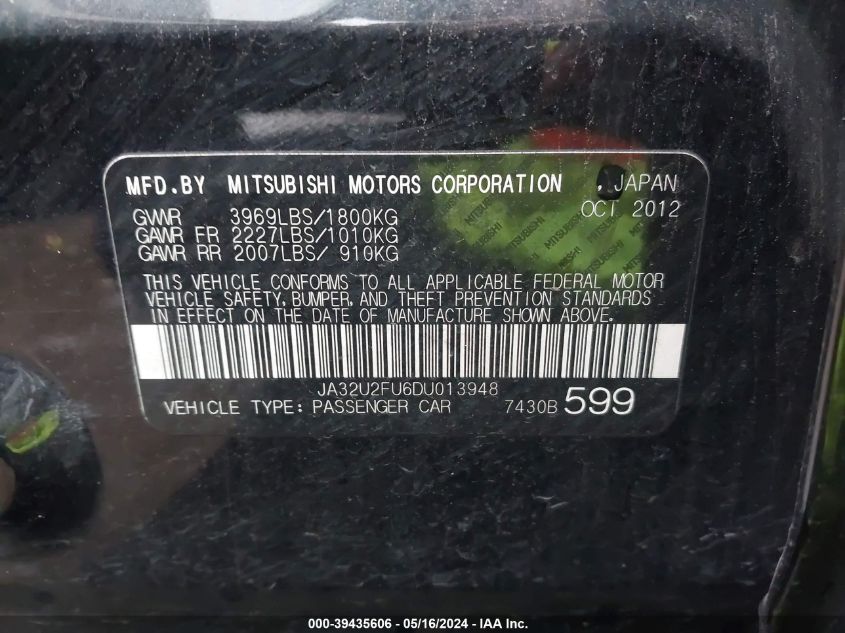 MFD.BY MITSUBISHI MOTORS CORPORATION , JAPAN
GVWR 3969LBS/1800KG OCT 2012
GAWR FR 2227LBS/1010KG
GAWR RR 2007LBS/ 910KG
THIS VEHICLE CONFORMS TO ALL APPLICABLE FEDERAL MOTOR
VEHICLE SAFETY, BUMPER, AND THEFT PREVENTION STANDARDS
IN EFFECT ON THE DATE OF MANUFACTURE SHOWN ABOVE.
JA32U2FU6DU013948
VEHICLE TYPE: PASSENGER CAR 7430B 599
000-39435606 - 05/16/2024 - IAA Inc.